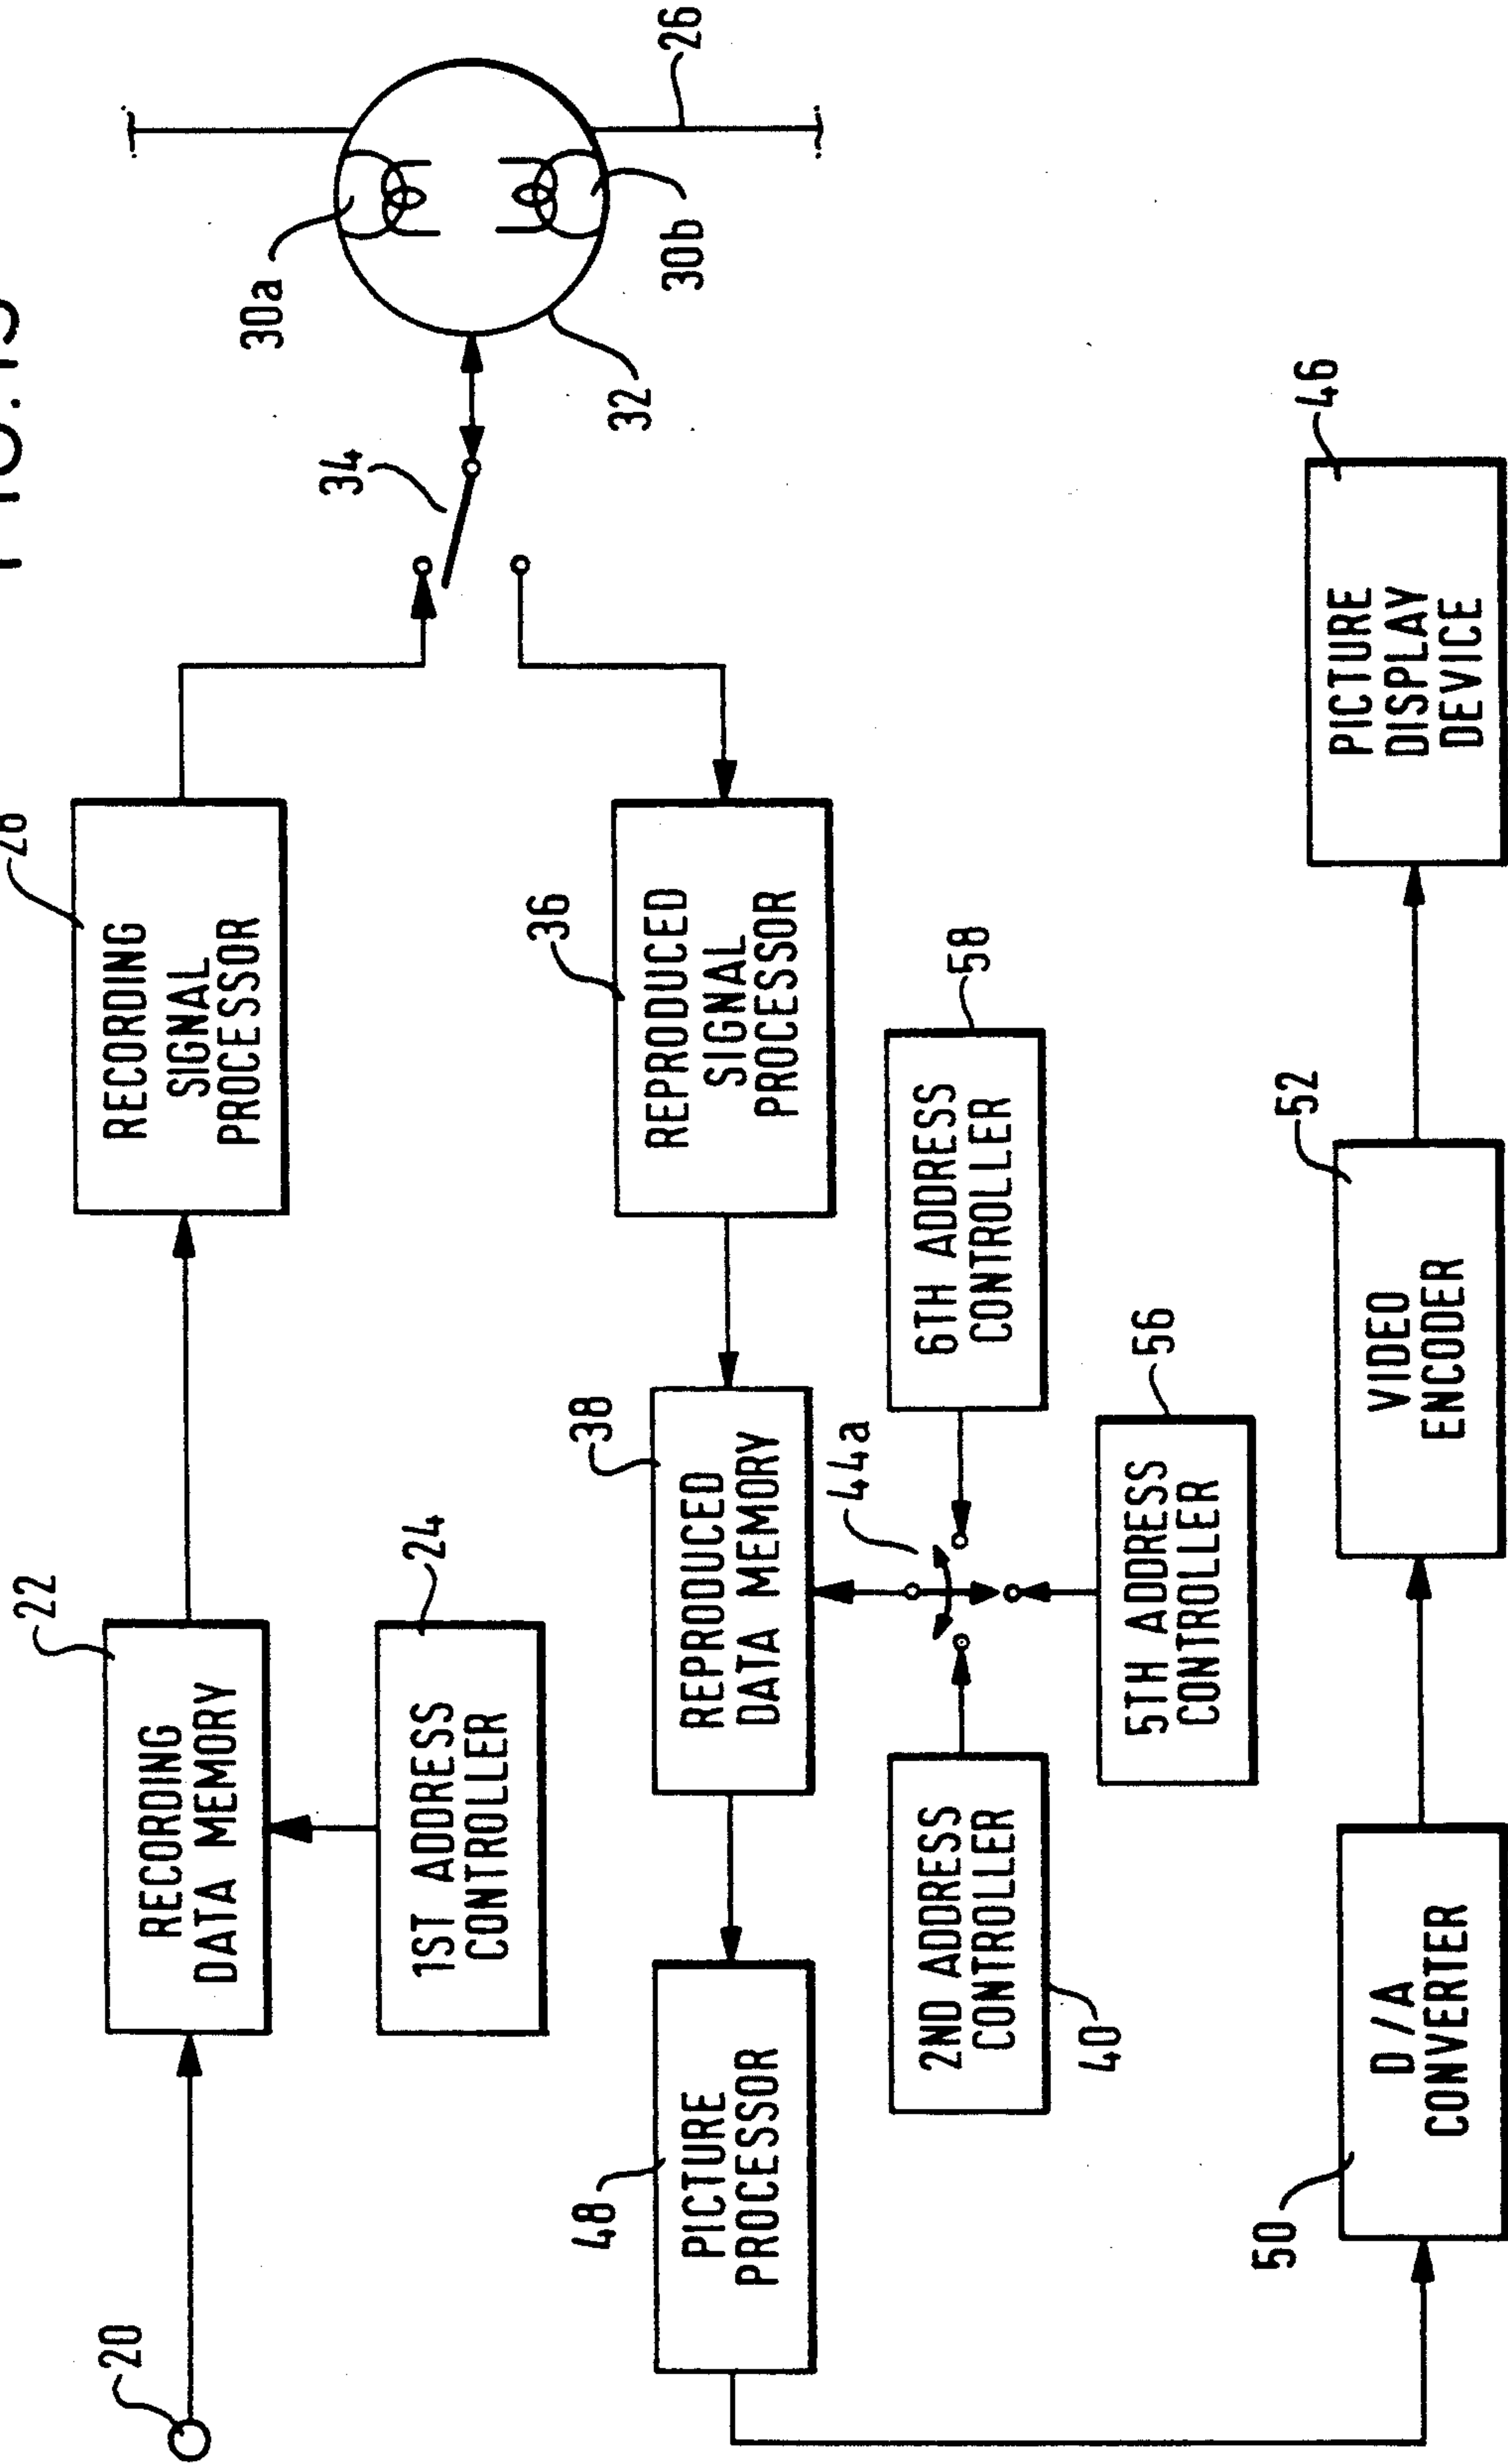 20
22
RECORDING
DATA MEMORY
24
1ST ADDRESS
CONTROLLER
RECORDING
SIGNAL
PROCESSOR
34
30a
30b
32
26
48
PICTURE
PROCESSOR
38
REPRODUCED
DATA MEMORY
36
REPRODUCED
SIGNAL
PROCESSOR
2ND ADDRESS
CONTROLLER
40
44a
6TH ADDRESS
CONTROLLER
58
5TH ADDRESS
CONTROLLER
56
50
D/A
CONVERTER
52
VIDEO
ENCODER
46
PICTURE
DISPLAY
DEVICE